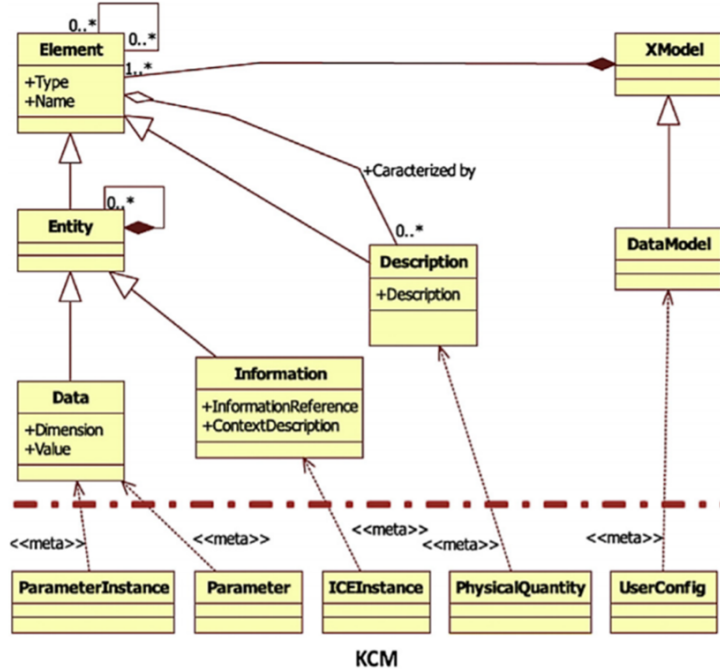 0..*
0..*
Element
XModel
1..*
+Type
+Name
+Caracterized by
0..*
Entity
0..*
DataModel
Description
+Description
Information
Data
+InformationReference
+Dimension
+ContextDescription
+Value
<<meta>>
<<meta>>
<<meta>>
<<meta>>
<<meta>>
ParameterInstance
Parameter
ICEInstance
PhysicalQuantity
UserConfig
KCM